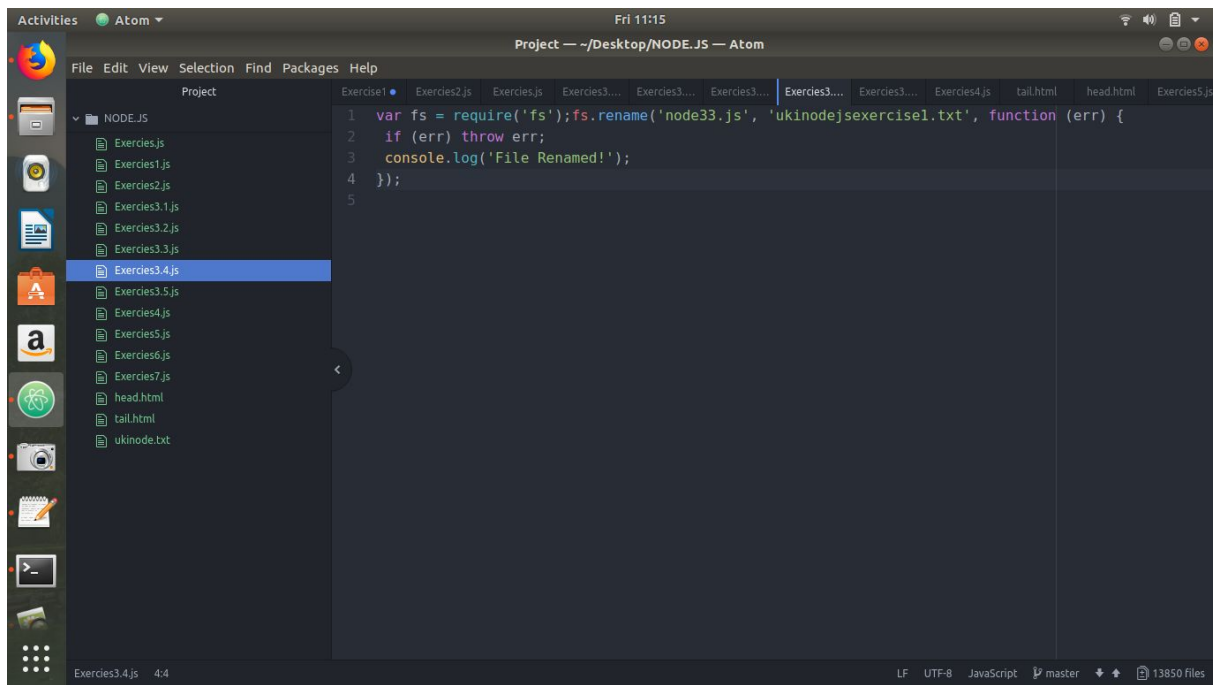 Activities Atom Fri 11:15
Project — ~/Desktop/NODE.JS — Atom
File Edit View Selection Find Packages Help
Project
Exercise1 Exercies2.js Exercies.js Exercies3.... Exercies3.... Exercies3.... Exercies3.... Exercies3.... Exercies4.js tail.html head.html Exercies5.js
NODE.JS
Exercies.js
Exercies1.js
Exercies2.js
Exercies3.1.js
Exercies3.2.js
Exercies3.3.js
Exercies3.4.js
Exercies3.5.js
Exercies4.js
Exercies5.js
Exercies6.js
Exercies7.js
head.html
tail.html
ukinode.txt
1 var fs = require('fs');fs.rename('node33.js', 'ukinodejsexercise1.txt', function (err) {
2 if (err) throw err;
3 console.log('File Renamed!');
4 });
5
Exercies3.4.js 4:4 LF UTF-8 JavaScript master 13850 files